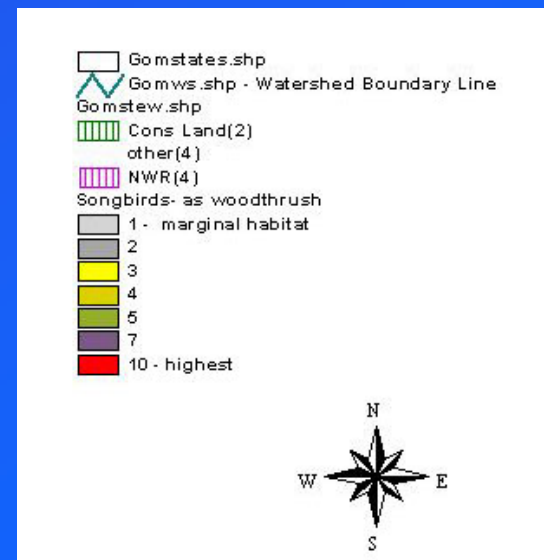 Gomstates.shp
Gomws.shp - Watershed Boundary Line
Gomstew.shp
Cons Land(2)
other(4)
NWR(4)
Songbirds- as woodthrush
1 - marginal habitat
2
3
4
5
7
10 - highest
N
W E
S